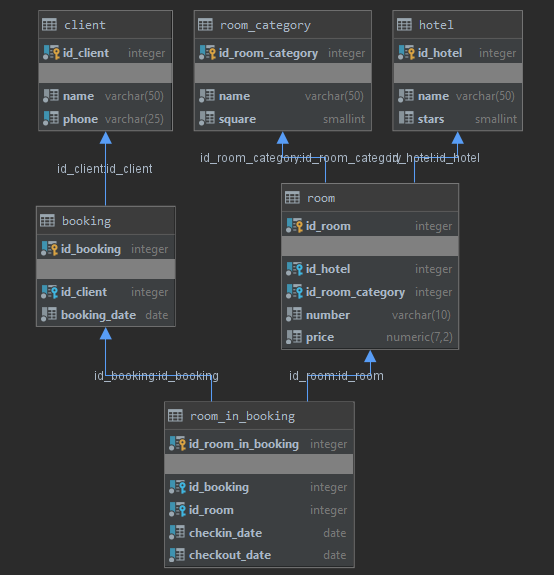 client
id_client integer
name varchar(50)
phone varchar(25)
room_category
id_room_category integer
name varchar(50)
square smallint
hotel
id_hotel integer
name varchar(50)
stars smallint
id_client:id_client
id_room_category:id_room_category
id_hotel:id_hotel
booking
id_booking integer
id_client integer
booking_date date
room
id_room integer
id_hotel integer
id_room_category integer
number varchar(10)
price numeric(7,2)
id_booking:id_booking
id_room:id_room
room_in_booking
id_room_in_booking integer
id_booking integer
id_room integer
checkin_date date
checkout_date date